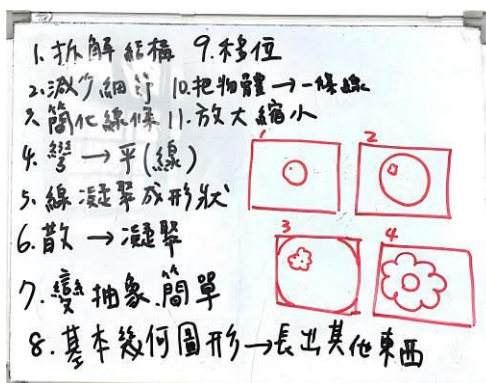 1. 拆解結構 9. 移位
2. 減少細節 10. 把物體→一條線
3. 簡化線條 11. 放大縮小
4. 彎→平(線)
5. 線凝聚成形狀
6. 散→凝聚
7. 變抽象.簡單
8. 基本幾何圖形→長出其他東西
1
2
3
4